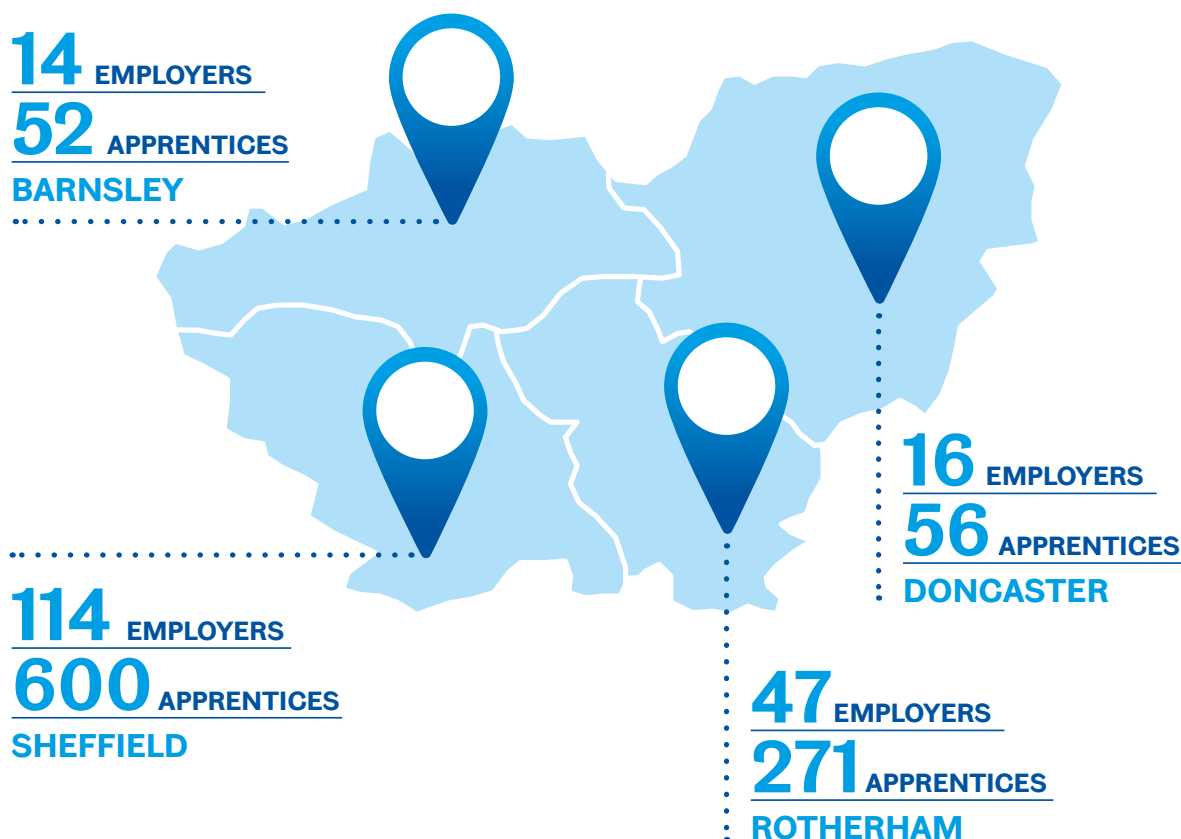 14 EMPLOYERS
52 APPRENTICES
BARNSLEY
16 EMPLOYERS
56 APPRENTICES
DONCASTER
114 EMPLOYERS
600 APPRENTICES
SHEFFIELD
47 EMPLOYERS
271 APPRENTICES
ROTHERHAM